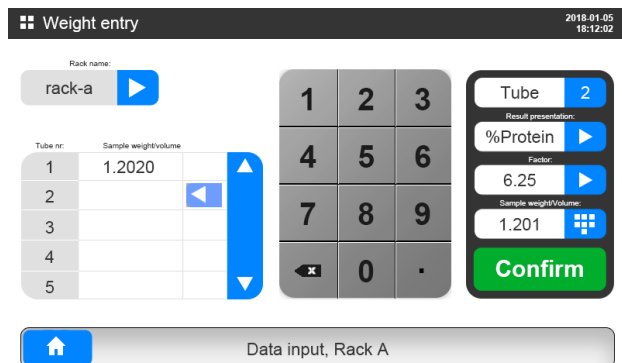 Weight entry
2018-01-05
18:12:02
Rack name:
rack-a
Tube nr:
Sample weight/volume
1
1.2020
2
3
4
5
1 2 3
4 5 6
7 8 9
0 .
Tube 2
Result presentation:
%Protein
Factor:
6.25
Sample weight/Volume:
1.201
Confirm
Data input, Rack A